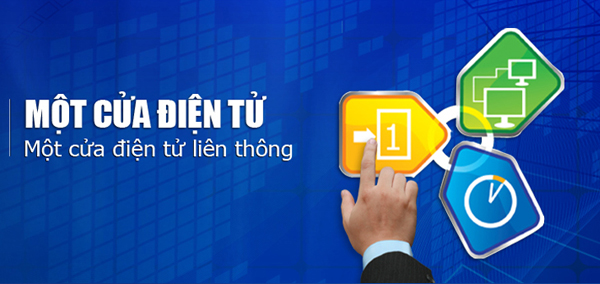 MỘT CỬA ĐIỆN TỬ
Một cửa điện tử liên thông
1